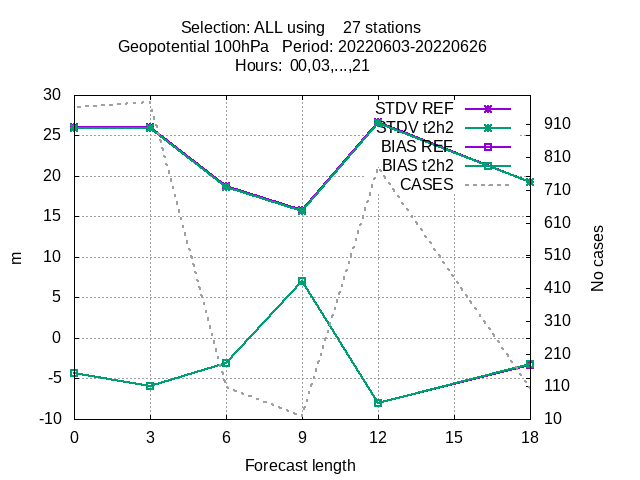 Selection: ALL using    27 stations
Geopotential 100hPa   Period: 20220603-20220626
Hours:  00,03,...,21
STDV REF
STDV t2h2
BIAS REF
BIAS t2h2
CASES
30
25
20
15
10
5
0
-5
-10
m
910
810
710
610
510
410
310
210
110
10
No cases
0 3 6 9 12 15 18
Forecast length